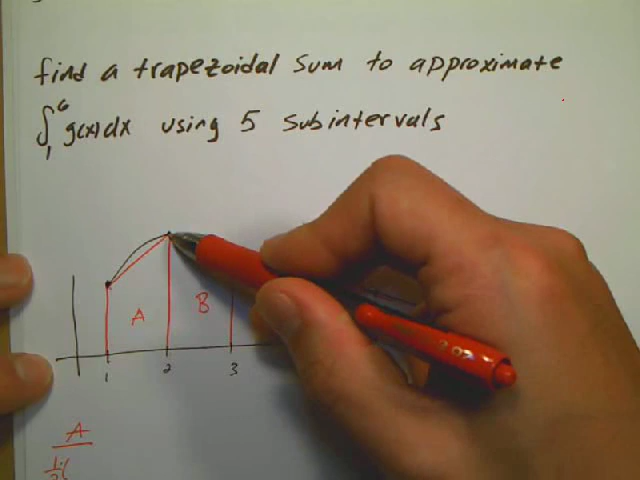 find a trapezoidal sum to approximate
∫₁⁶ g(x) dx using 5 subintervals
A B
1 2 3
A